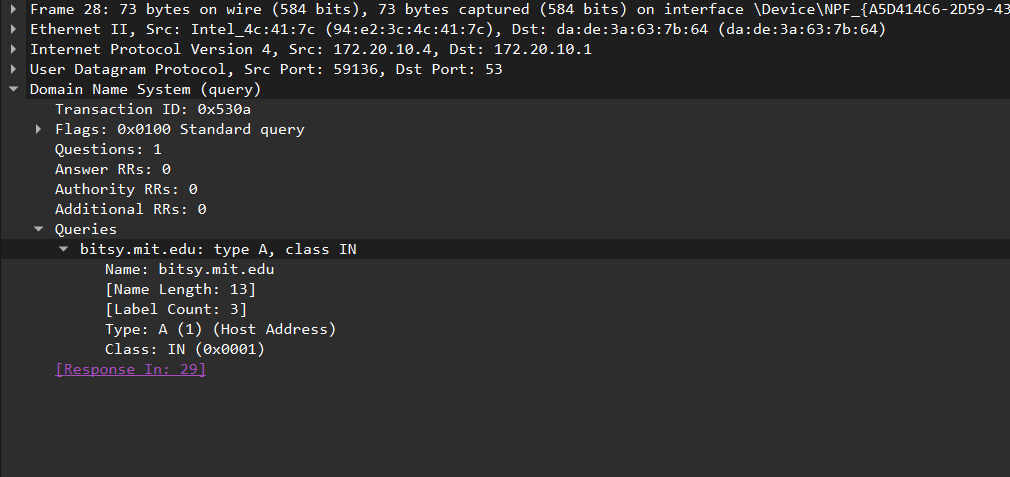 Frame 28: 73 bytes on wire (584 bits), 73 bytes captured (584 bits) on interface \Device\NPF_{A5D414C6-2D59-43
Ethernet II, Src: Intel_4c:41:7c (94:e2:3c:4c:41:7c), Dst: da:de:3a:63:7b:64 (da:de:3a:63:7b:64)
Internet Protocol Version 4, Src: 172.20.10.4, Dst: 172.20.10.1
User Datagram Protocol, Src Port: 59136, Dst Port: 53
Domain Name System (query)
Transaction ID: 0x530a
Flags: 0x0100 Standard query
Questions: 1
Answer RRs: 0
Authority RRs: 0
Additional RRs: 0
Queries
bitsy.mit.edu: type A, class IN
Name: bitsy.mit.edu
[Name Length: 13]
[Label Count: 3]
Type: A (1) (Host Address)
Class: IN (0x0001)
[Response In: 29]